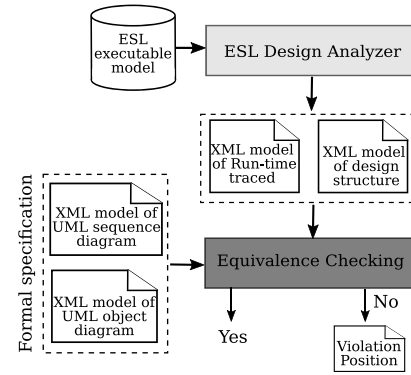 ESL
executable
model
ESL Design Analyzer
XML model
of Run-time
traced
XML model
of design
structure
Formal specification
XML model of
UML sequence
diagram
XML model of
UML object
diagram
Equivalence Checking
Yes
No
Violation
Position